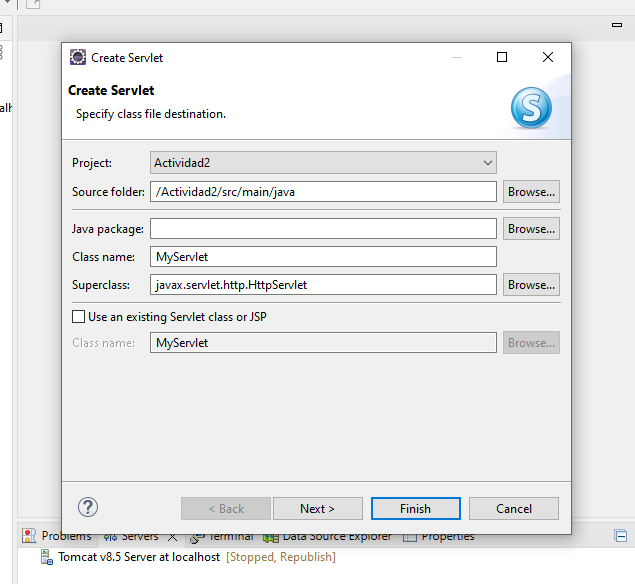 Create Servlet
Create Servlet
Specify class file destination.
Project: Actividad2
Source folder: /Actividad2/src/main/java Browse...
Java package: Browse...
Class name: MyServlet
Superclass: javax.servlet.http.HttpServlet Browse...
Use an existing Servlet class or JSP
Class name: MyServlet Browse...
< Back Next > Finish Cancel
Problems Servers Terminal Data Source Explorer Properties
Tomcat v8.5 Server at localhost [Stopped, Republish]